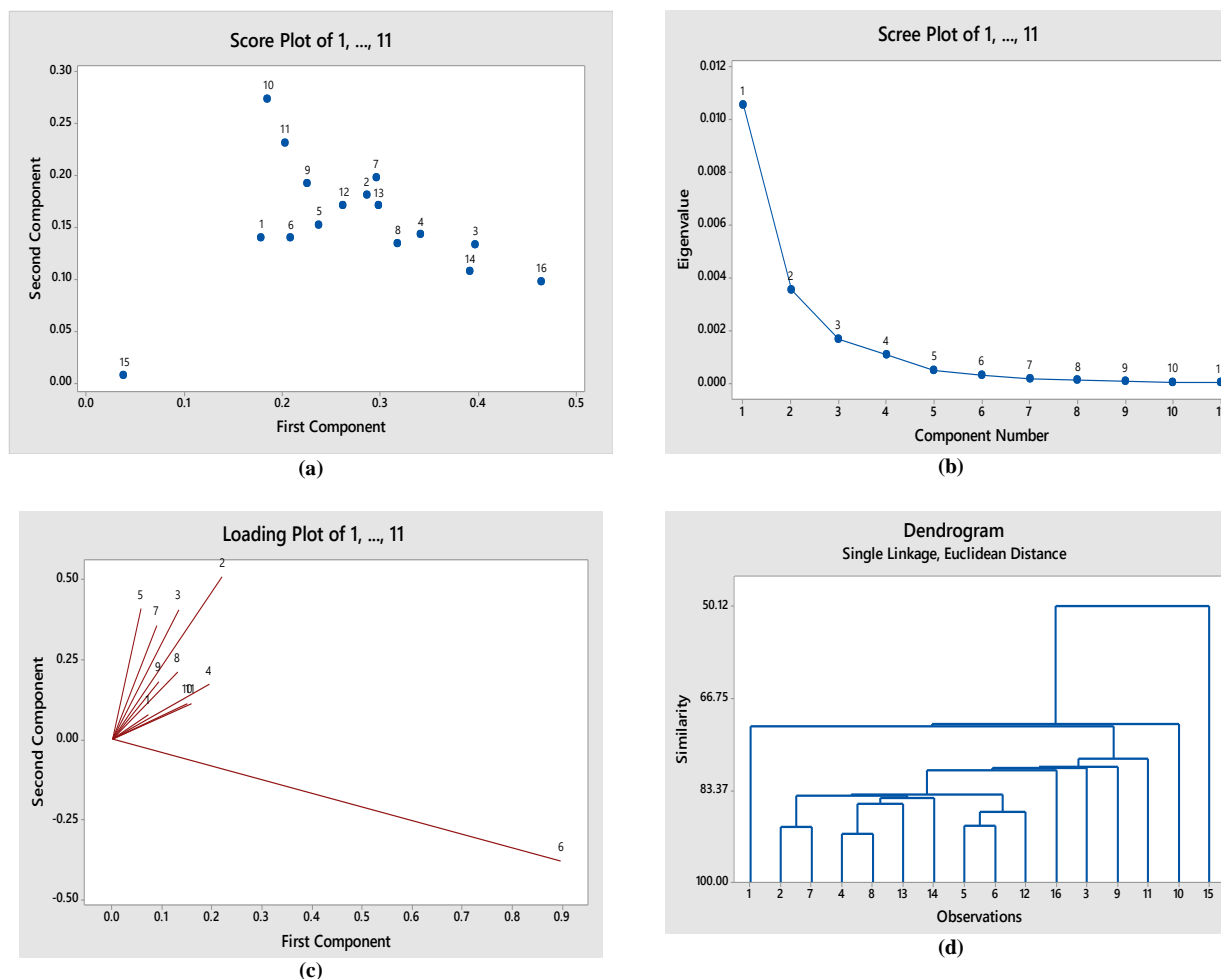 Score Plot of 1, ..., 11
Second Component
0.30
0.25
0.20
0.15
0.10
0.05
0.00
10
11
9
7
2
12
13
5
1
6
8
4
3
14
16
15
0.0 0.1 0.2 0.3 0.4 0.5
First Component
(a)
Scree Plot of 1, ..., 11
Eigenvalue
0.012
0.010
0.008
0.006
0.004
0.002
0.000
1
2
3
4
5
6
7
8
9
10
1 2 3 4 5 6 7 8 9 10
Component Number
(b)
Loading Plot of 1, ..., 11
Second Component
0.50
0.25
0.00
-0.25
-0.50
2
5
3
7
8
9
4
1
6
0.0 0.1 0.2 0.3 0.4 0.5 0.6 0.7 0.8 0.9
First Component
(c)
Dendrogram
Single Linkage, Euclidean Distance
Similarity
50.12
66.75
83.37
100.00
1 2 7 4 8 13 14 5 6 12 16 3 9 11 10 15
Observations
(d)